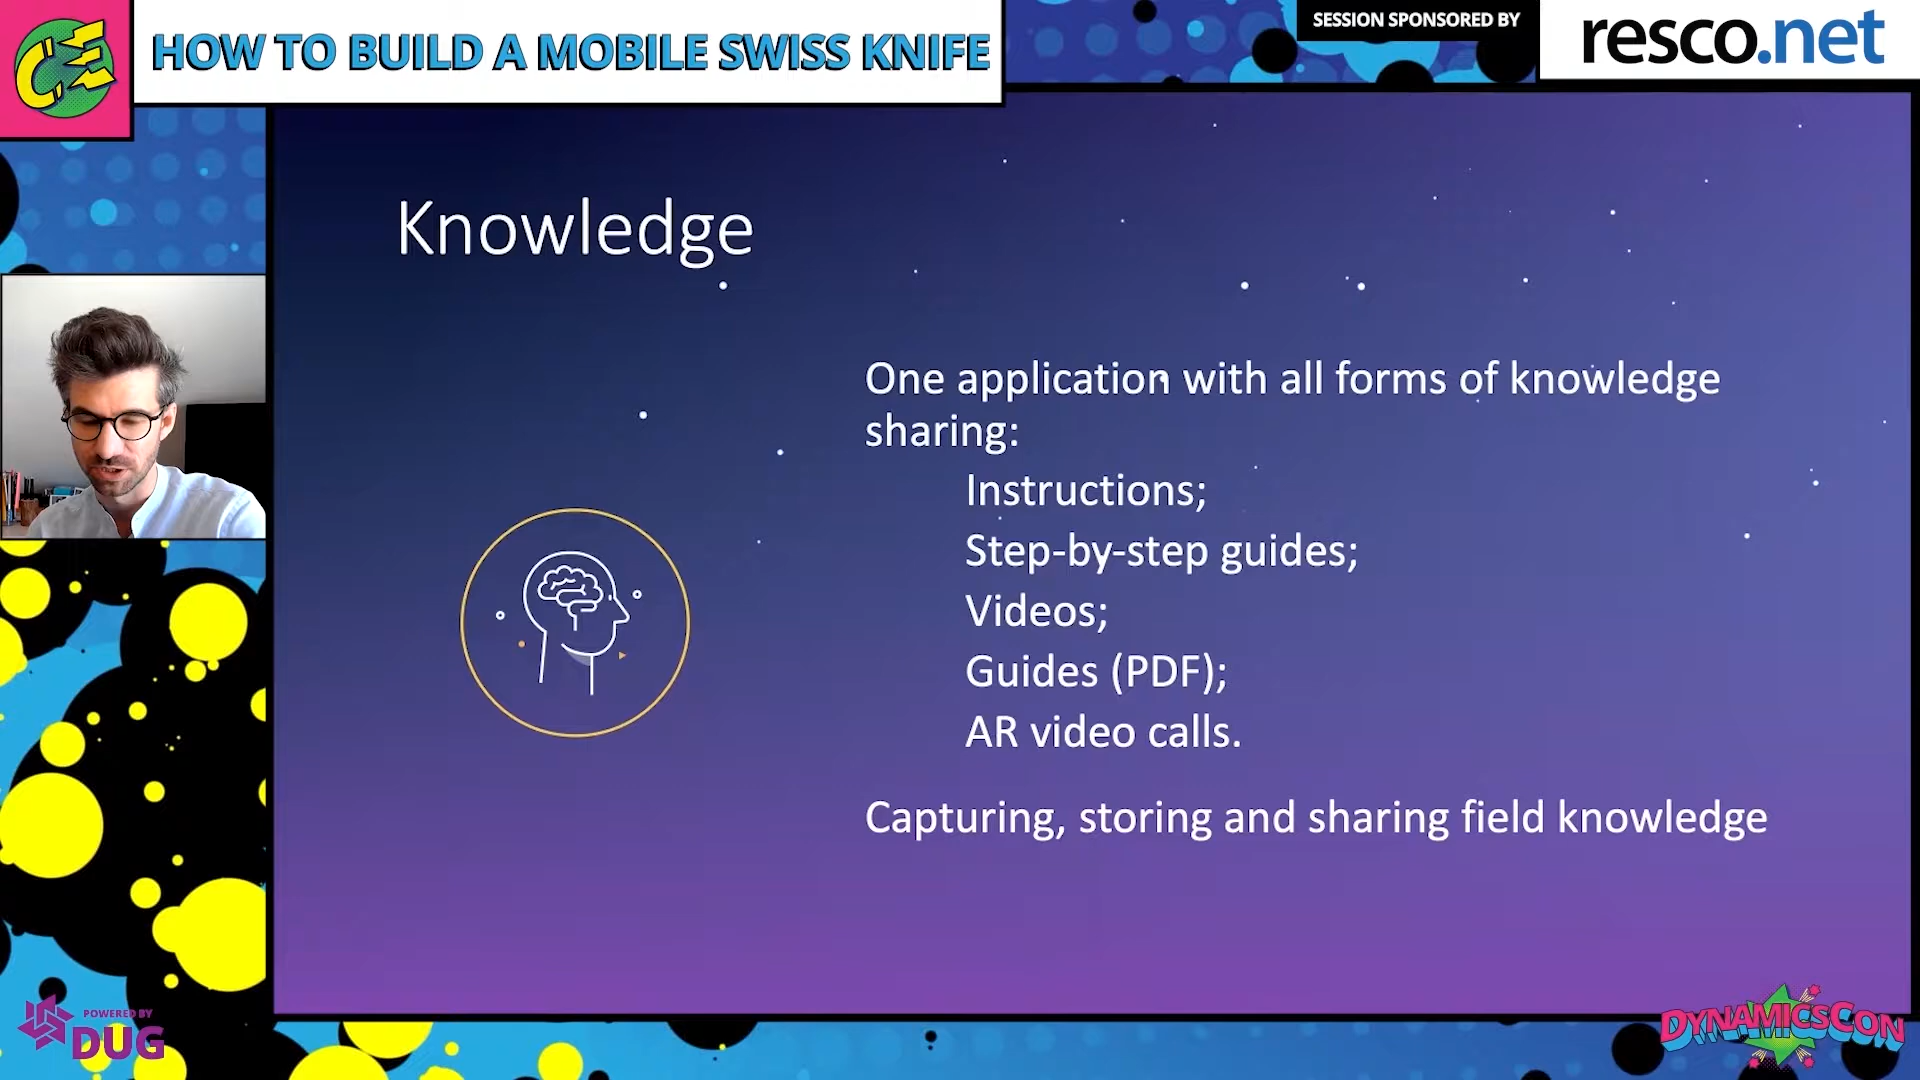 CE
HOW TO BUILD A MOBILE SWISS KNIFE
SESSION SPONSORED BY
resco.net
Knowledge
One application with all forms of knowledge
sharing:
Instructions;
Step-by-step guides;
Videos;
Guides (PDF);
AR video calls.
Capturing, storing and sharing field knowledge
POWERED BY
DUG
DYNAMICSCON